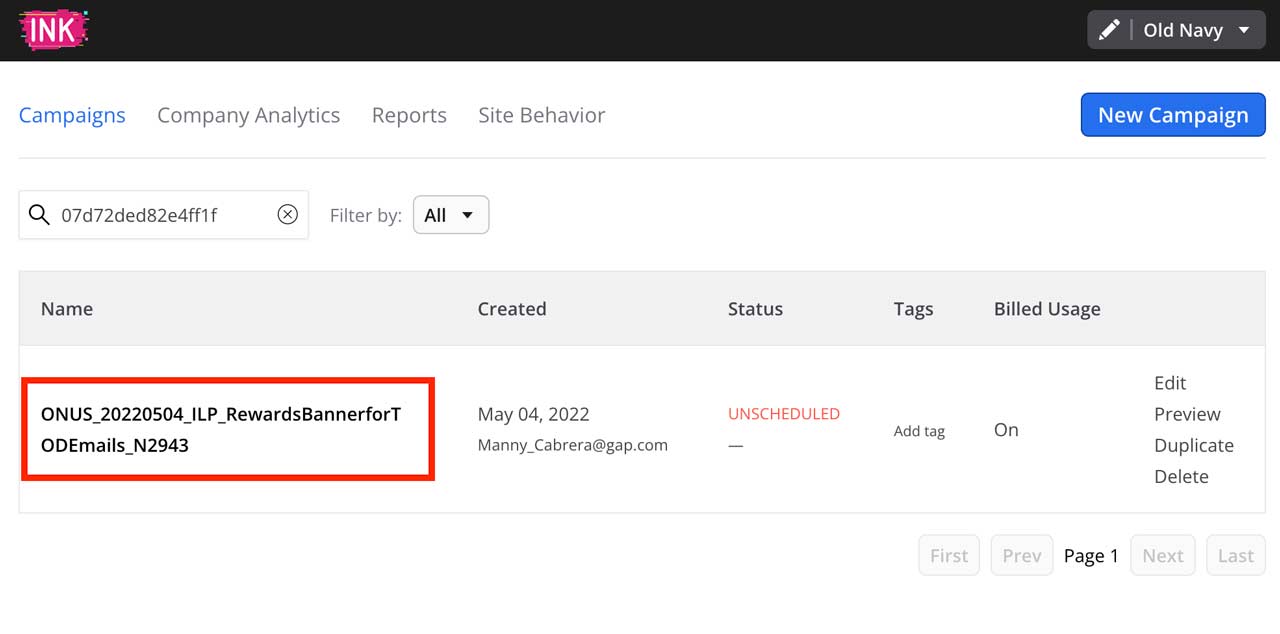 INK
Old Navy
Campaigns Company Analytics Reports Site Behavior New Campaign
07d72ded82e4ff1f Filter by: All
Name Created Status Tags Billed Usage
ONUS_20220504_ILP_RewardsBannerforT
ODEmails_N2943
May 04, 2022
Manny_Cabrera@gap.com
UNSCHEDULED
—
Add tag
On
Edit
Preview
Duplicate
Delete
First Prev Page 1 Next Last